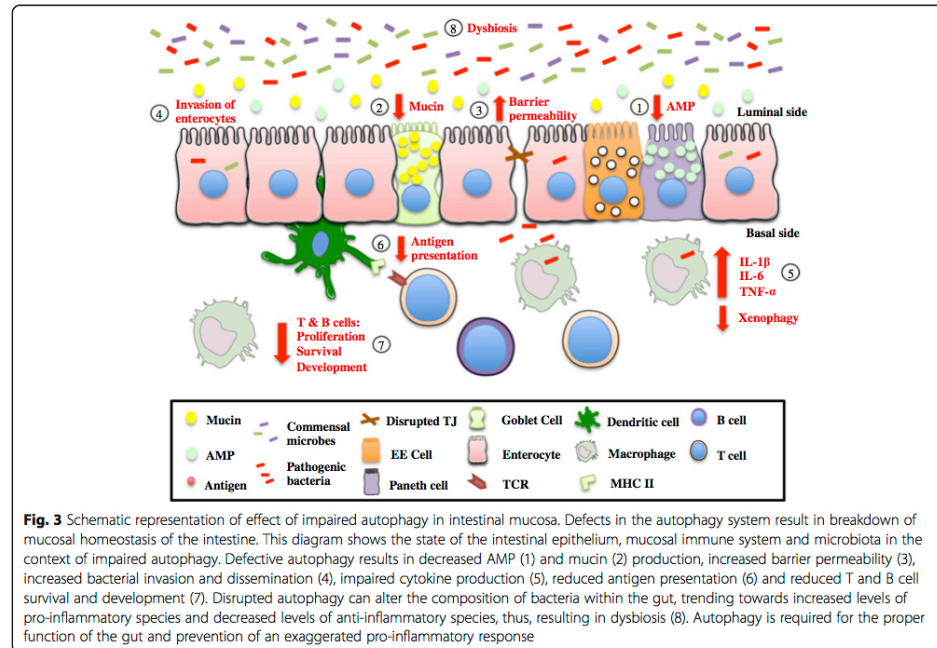 ⑧ Dysbiosis
④ Invasion of
enterocytes
② Mucin
③ Barrier
permeability
① AMP
Luminal side
Basal side
⑥ Antigen
presentation
IL-1β
IL-6
TNF-α
⑤
Xenophagy
T & B cells:
Proliferation
Survival
Development
⑦
Mucin
Commensal
microbes
Disrupted TJ
Goblet Cell
Dendritic cell
B cell
AMP
EE Cell
Enterocyte
Macrophage
T cell
Antigen
Pathogenic
bacteria
Paneth cell
TCR
MHC II
Fig. 3 Schematic representation of effect of impaired autophagy in intestinal mucosa. Defects in the autophagy system result in breakdown of
mucosal homeostasis of the intestine. This diagram shows the state of the intestinal epithelium, mucosal immune system and microbiota in the
context of impaired autophagy. Defective autophagy results in decreased AMP (1) and mucin (2) production, increased barrier permeability (3),
increased bacterial invasion and dissemination (4), impaired cytokine production (5), reduced antigen presentation (6) and reduced T and B cell
survival and development (7). Disrupted autophagy can alter the composition of bacteria within the gut, trending towards increased levels of
pro-inflammatory species and decreased levels of anti-inflammatory species, thus, resulting in dysbiosis (8). Autophagy is required for the proper
function of the gut and prevention of an exaggerated pro-inflammatory response